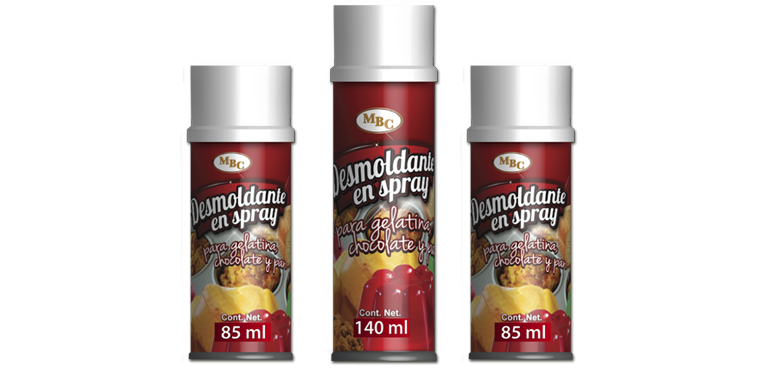 MBC
Desmoldante
en spray
para gelatina,
chocolate y pan
Cont. Net.
85 ml
MBC
Desmoldante
en spray
para gelatina,
chocolate y
Cont. Net.
140 ml
MBC
Desmoldante
en spray
para gelatina,
chocolate y pan
Cont. Net.
85 ml